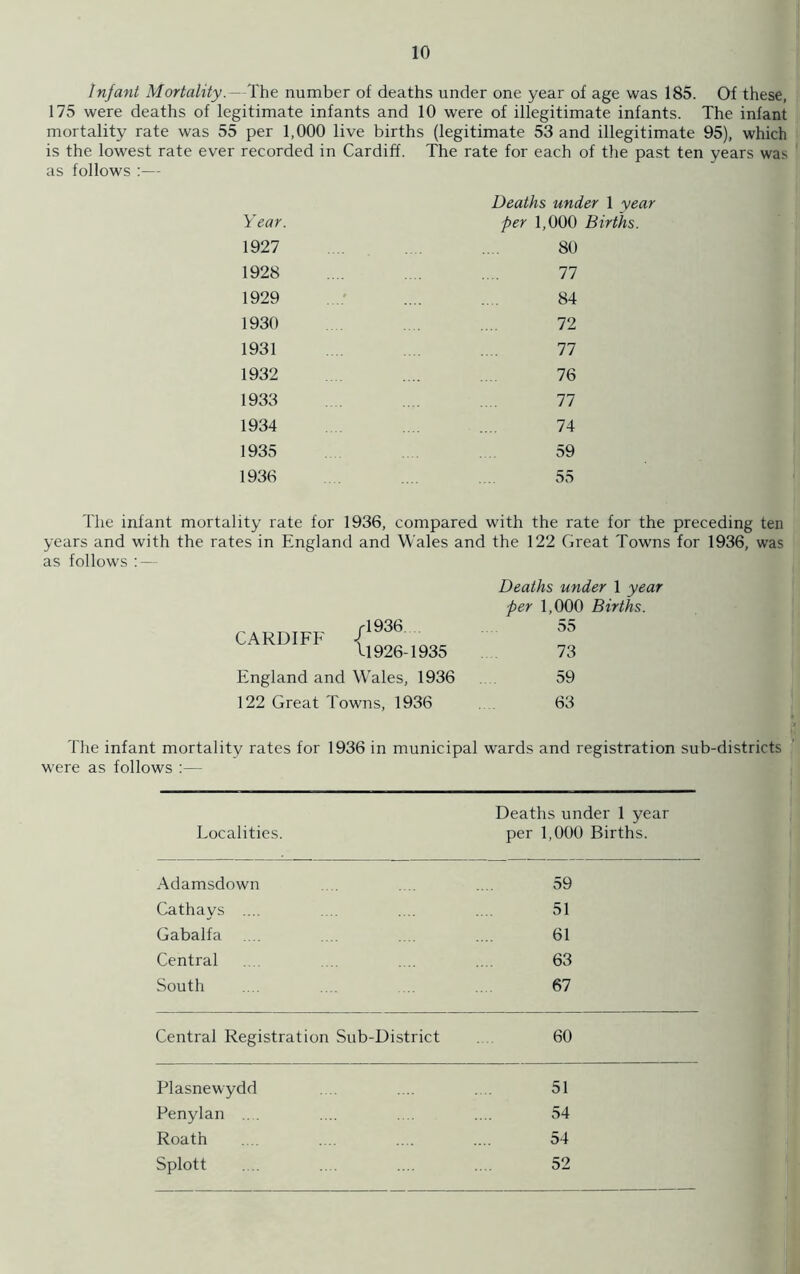 10
Infant Mortality.—The number of deaths under one year of age was 185. Of these,
175 were deaths of legitimate infants and 10 were of illegitimate infants. The infant
mortality rate was 55 per 1,000 live births (legitimate 53 and illegitimate 95), which
is the lowest rate ever recorded in Cardiff. The rate for each of the past ten years was
as follows :—
Deaths under 1 year
Year. per 1,000 Births.
1927 .... .... .... 80
1928 .... .... .... 77
1929 .... .... .... 84
1930 .... .... .... 72
1931 .... .... .... 77
1932 .... .... .... 76
1933 .... .... .... 77
1934 .... .... .... 74
1935 .... .... .... 59
1936 .... .... .... 55
The infant mortality rate for 1936, compared with the rate for the preceding ten
years and with the rates in England and Wales and the 122 Great Towns for 1936, was
as follows :—
Deaths under 1 year
per 1,000 Births.
CARDIFF { 1936.... .... 55
1926-1935 .... 73
England and Wales, 1936 .... 59
122 Great Towns, 1936 .... 63
The infant mortality rates for 1936 in municipal wards and registration sub-districts
were as follows :—
Deaths under 1 year
Localities. per 1,000 Births.
Adamsdown .... .... .... 59
Cathays .... .... .... .... 51
Gabalfa .... .... .... .... 61
Central .... .... .... .... 63
South .... .... .... .... 67
Central Registration Sub-District .... 60
Plasnewydd .... .... .... 51
Penylan .... .... .... .... 54
Roath .... .... .... .... 54
Splott .... .... .... .... 52